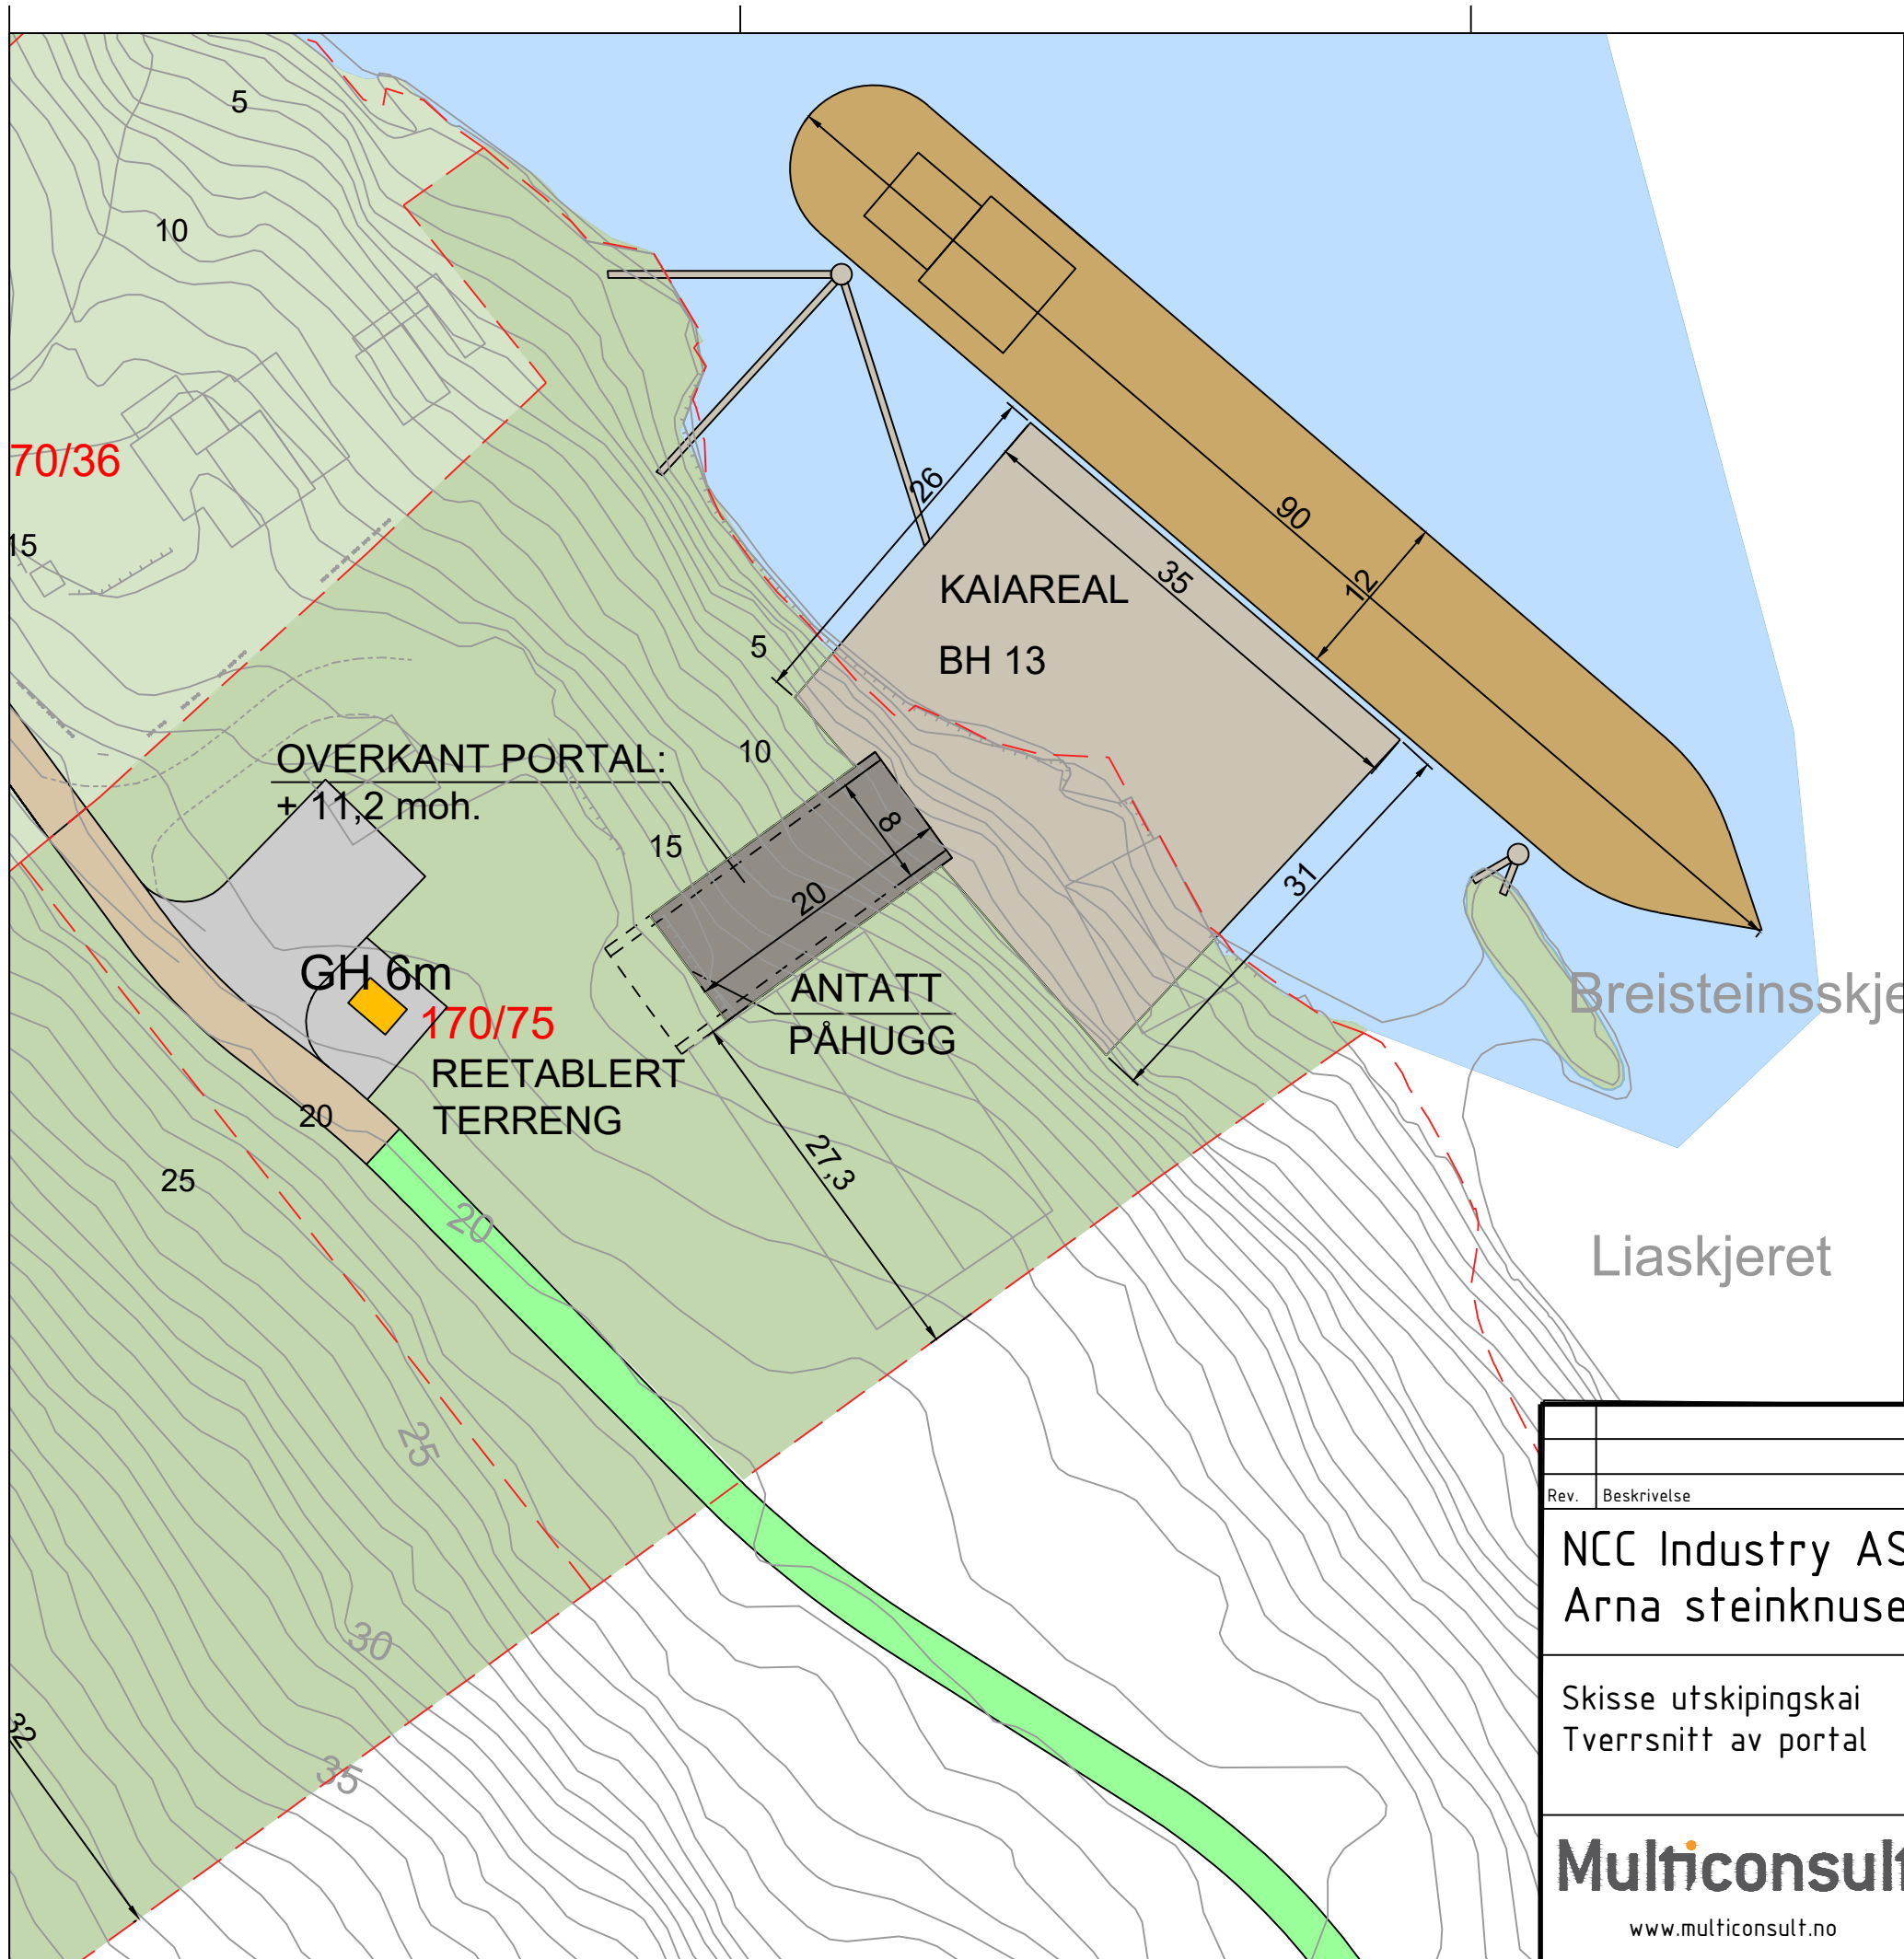 5
10
70/36
15
26
90
35
12
KAIAREAL
BH 13
5
10
OVERKANT PORTAL:
+ 11,2 moh.
15
8
20
31
GH 6m
170/75
ANTATT
PÅHUGG
REETABLERT
TERRENG
Breisteinsskje
20
25
27,3
20
Liaskjeret
25
30
32
35
Rev. Beskrivelse
NCC Industry AS
Arna steinknuse
Skisse utskipingskai
Tverrsnitt av portal
Multiconsult
www.multiconsult.no